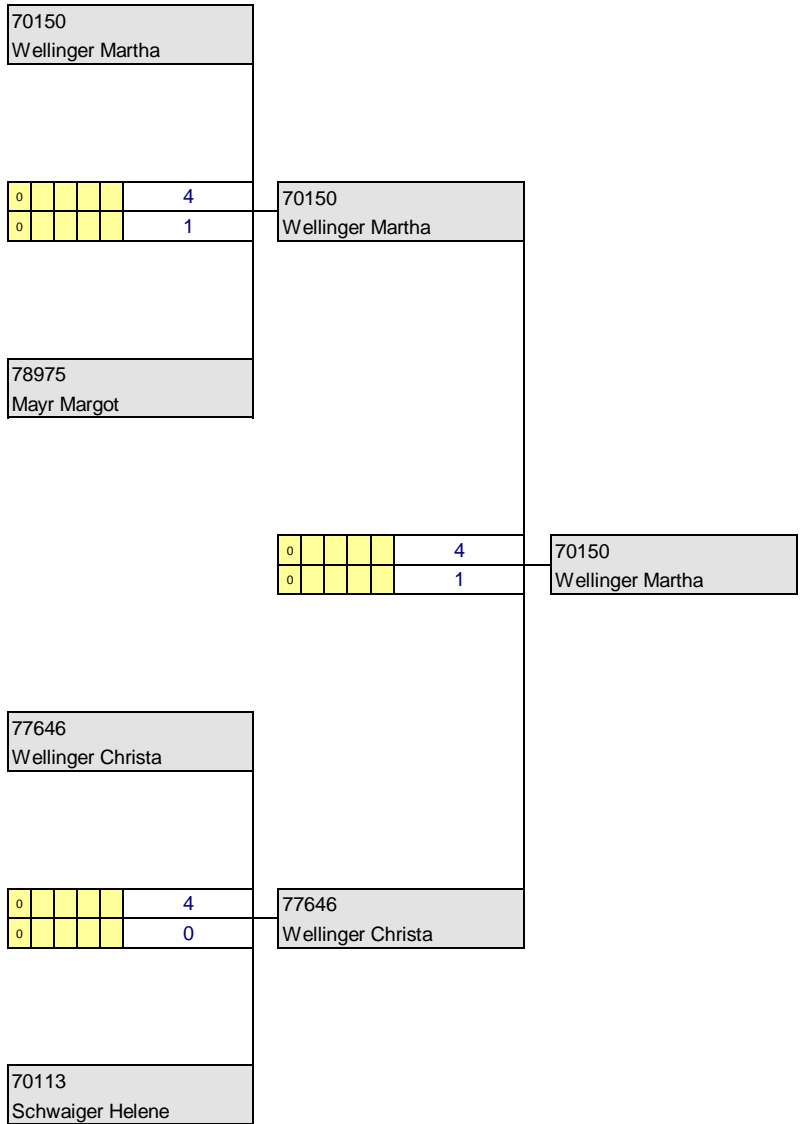 70150
Wellinger Martha
0 4
0 1
70150
Wellinger Martha
78975
Mayr Margot
0 4
0 1
70150
Wellinger Martha
77646
Wellinger Christa
0 4
0 0
77646
Wellinger Christa
70113
Schwaiger Helene